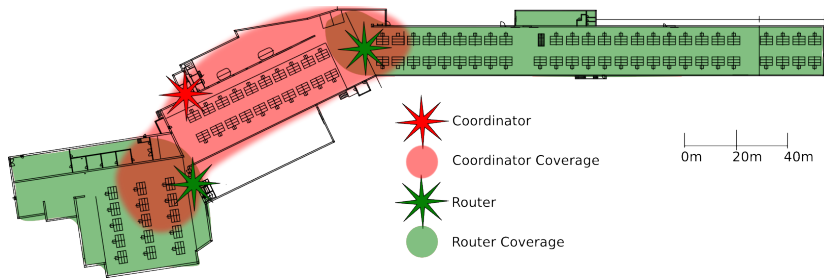 Coordinator
Coordinator Coverage
Router
Router Coverage
0m 20m 40m